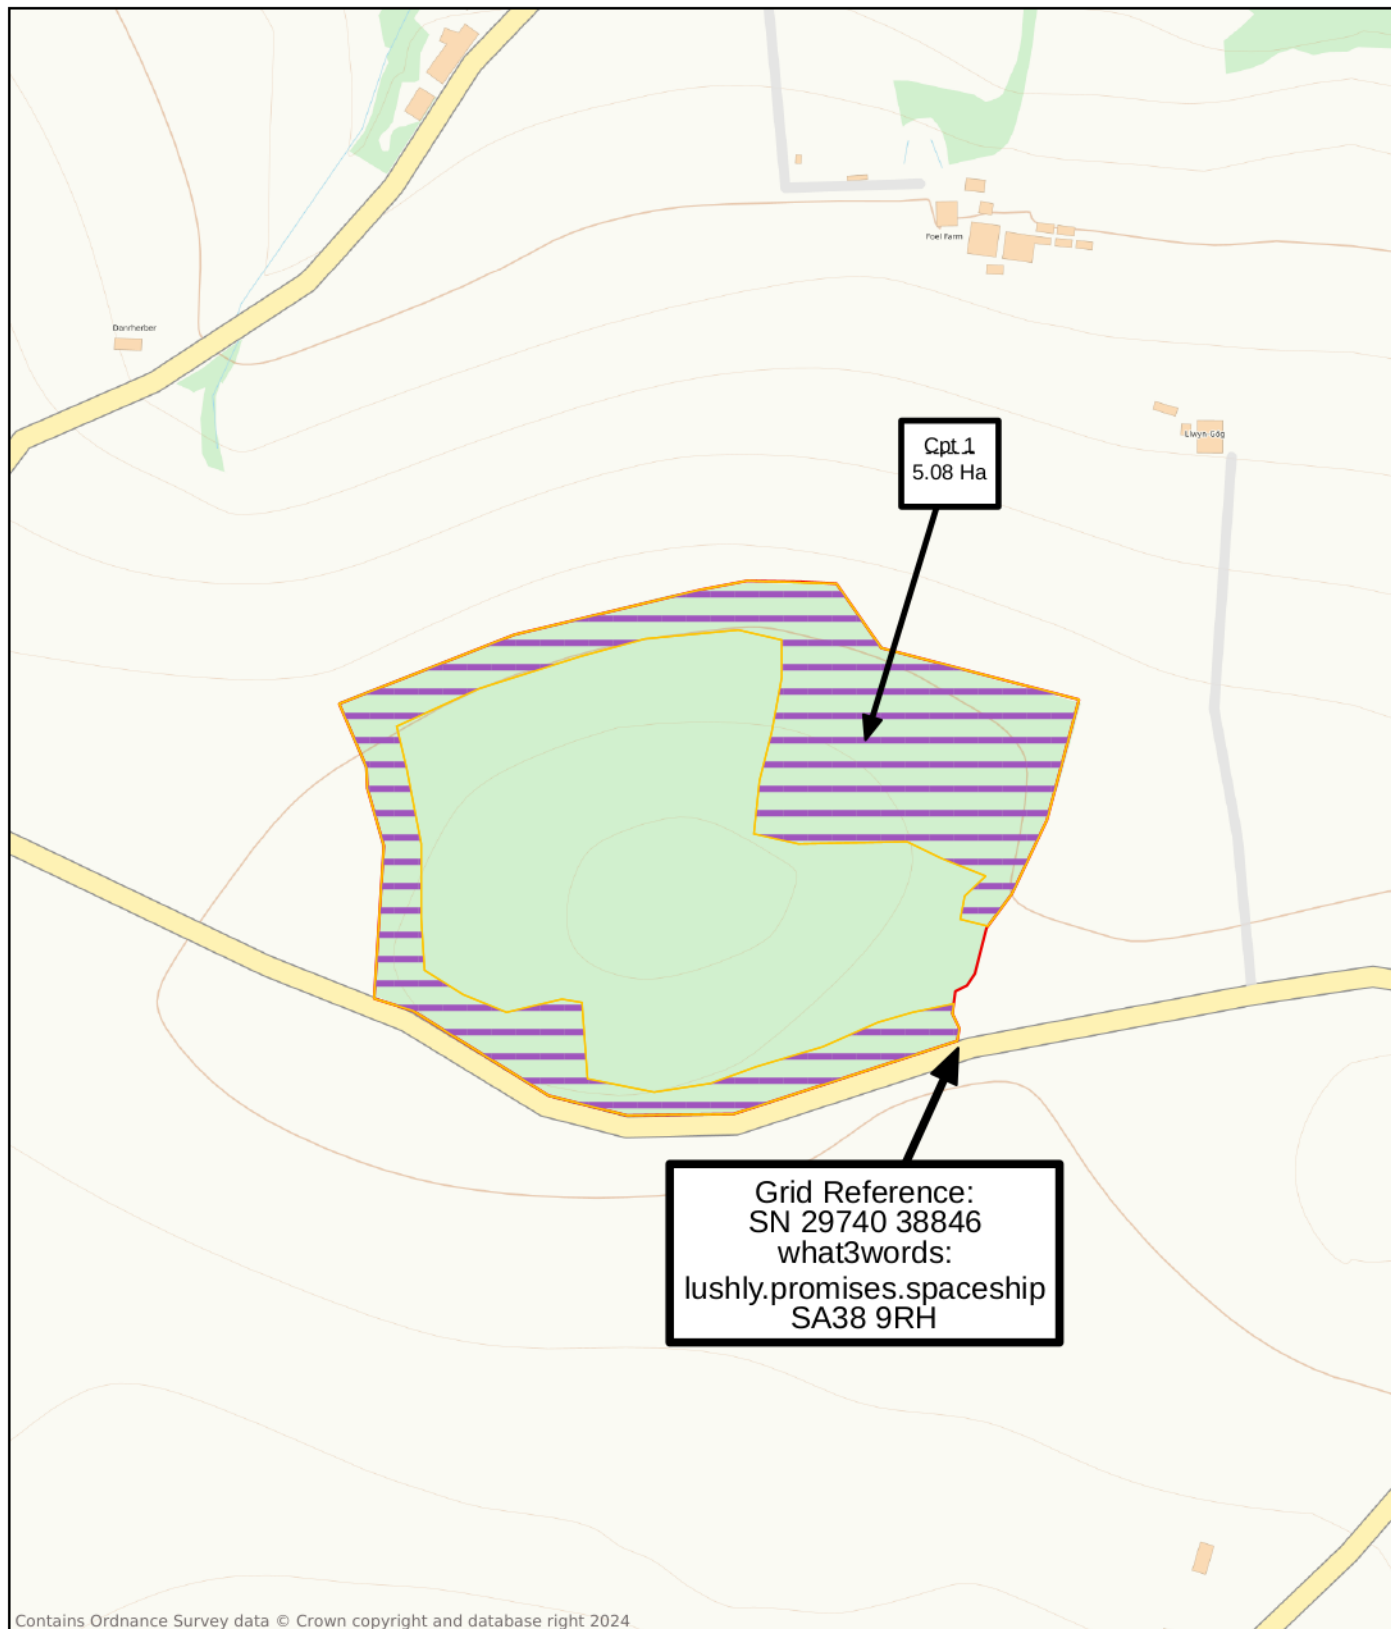 Foel Farm
Danrherber
Llwyn Gôg
Cpt.1
5.08 Ha
Grid Reference:
SN 29740 38846
what3words:
lushly.promises.spaceship
SA38 9RH
Contains Ordnance Survey data © Crown copyright and database right 2024